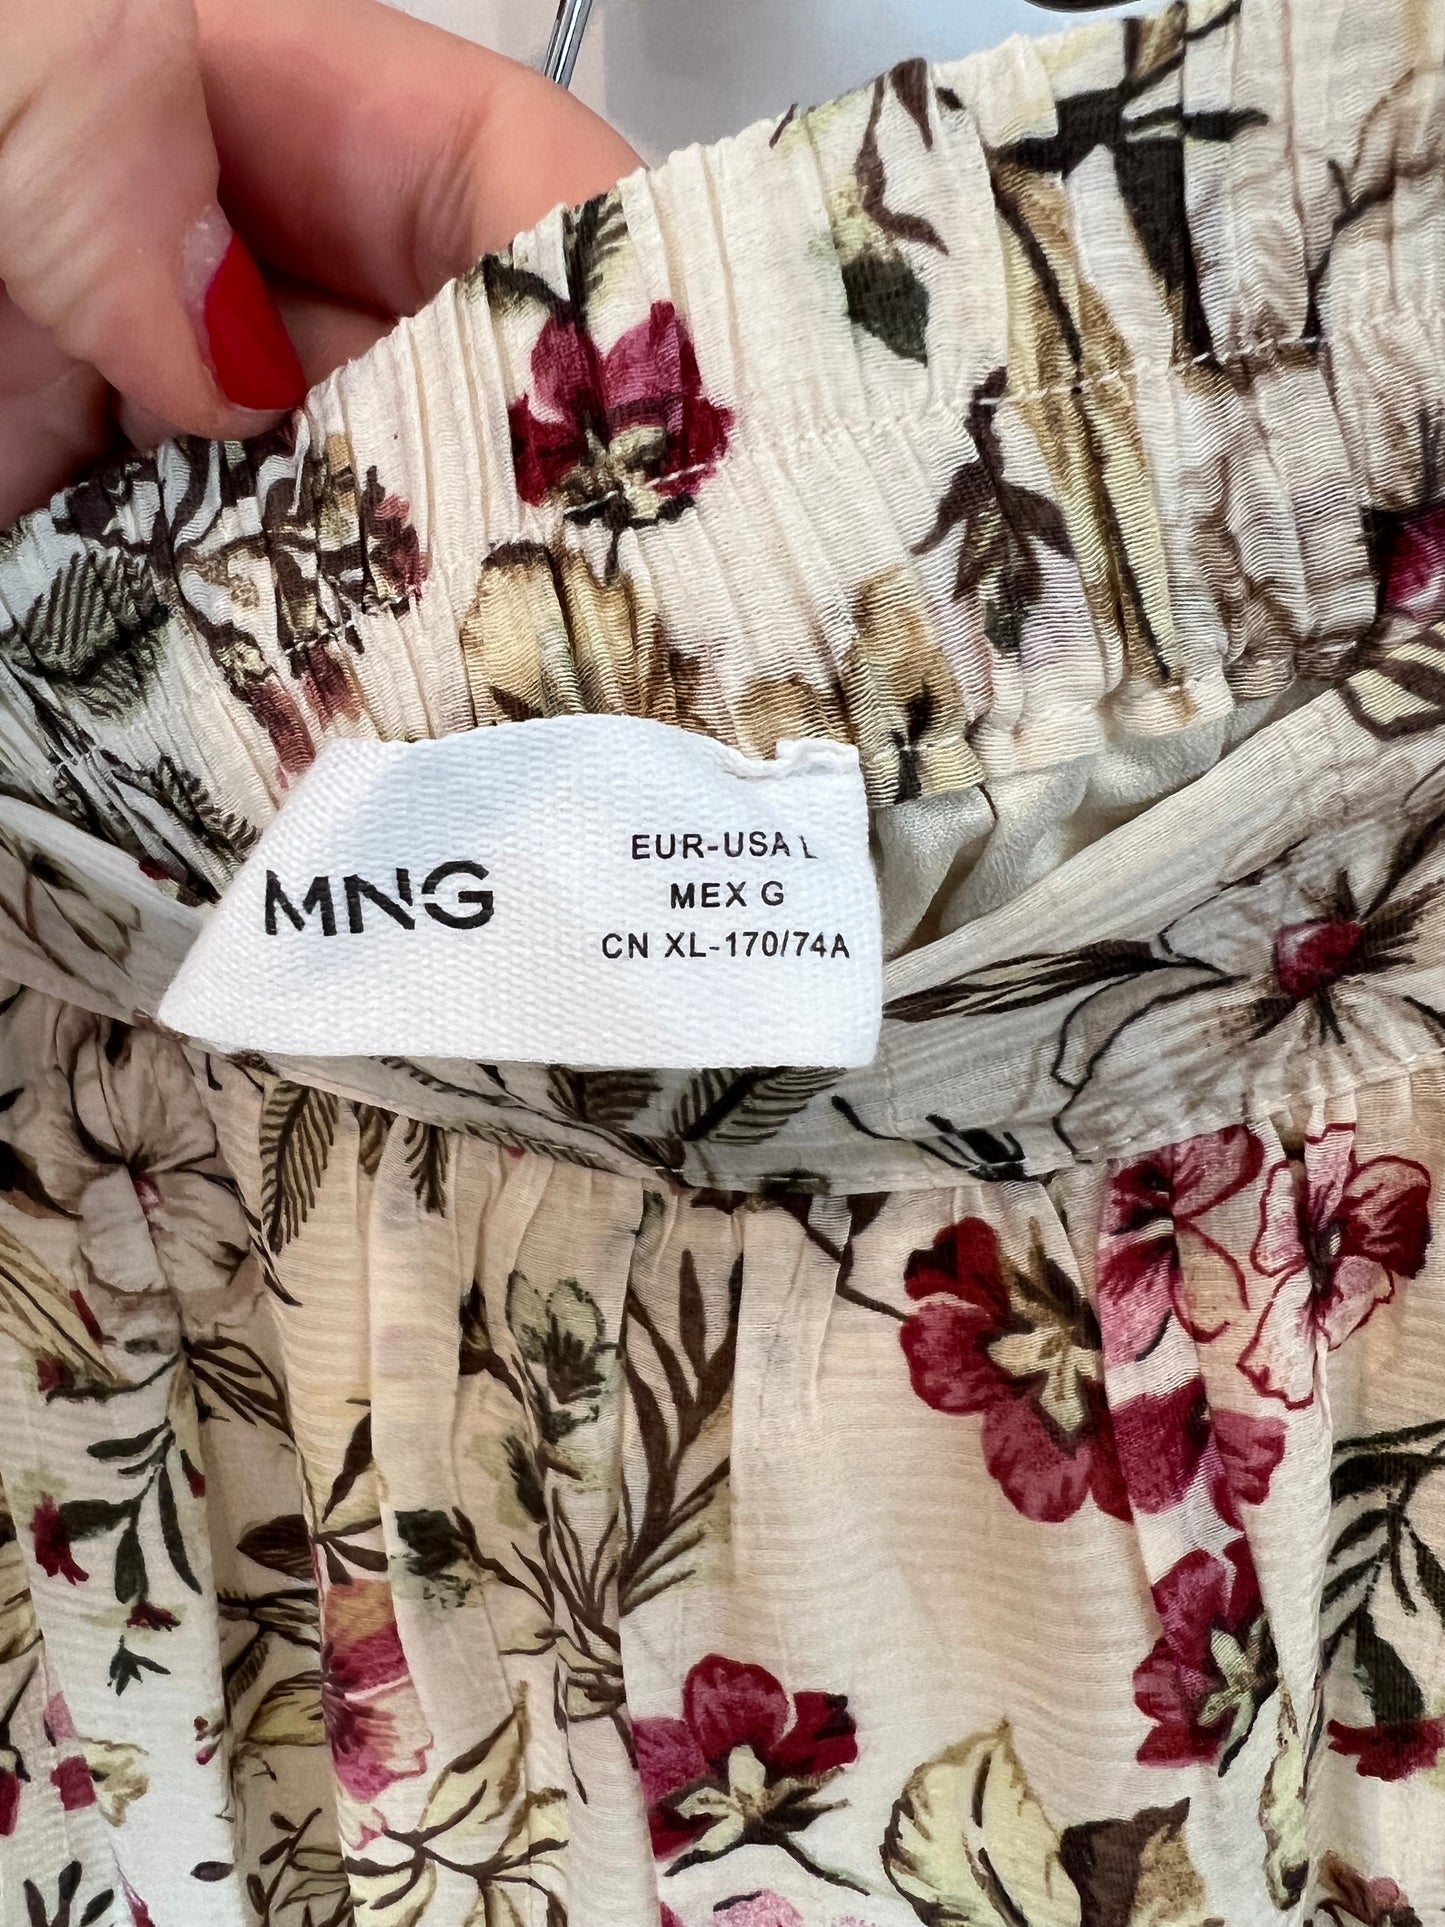 MNG
EUR-USA L
MEX G
CN XL-170/74A